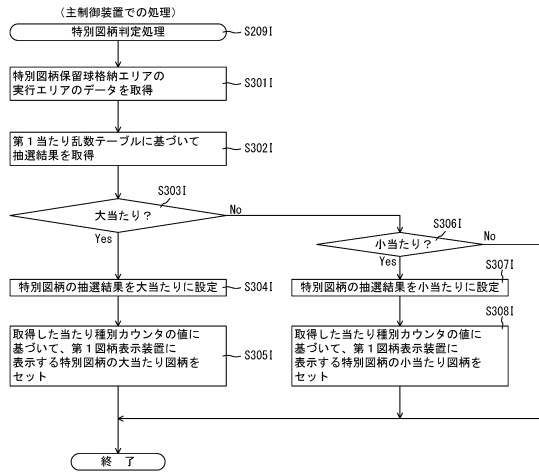 (主制御装置での処理)
特別図柄判定処理
S209I
特別図柄保留球格納エリアの
実行エリアのデータを取得
S301I
第1当たり乱数テーブルに基づいて
抽選結果を取得
S302I
S303I
大当たり?
No
Yes
S306I
小当たり?
No
Yes
特別図柄の抽選結果を大当たりに設定
S304I
S307I
特別図柄の抽選結果を小当たりに設定
取得した当たり種別カウンタの値に
基づいて、第1図柄表示装置に
表示する特別図柄の大当たり図柄を
セット
S305I
S308I
取得した当たり種別カウンタの値に
基づいて、第1図柄表示装置に
表示する特別図柄の小当たり図柄を
セット
終了